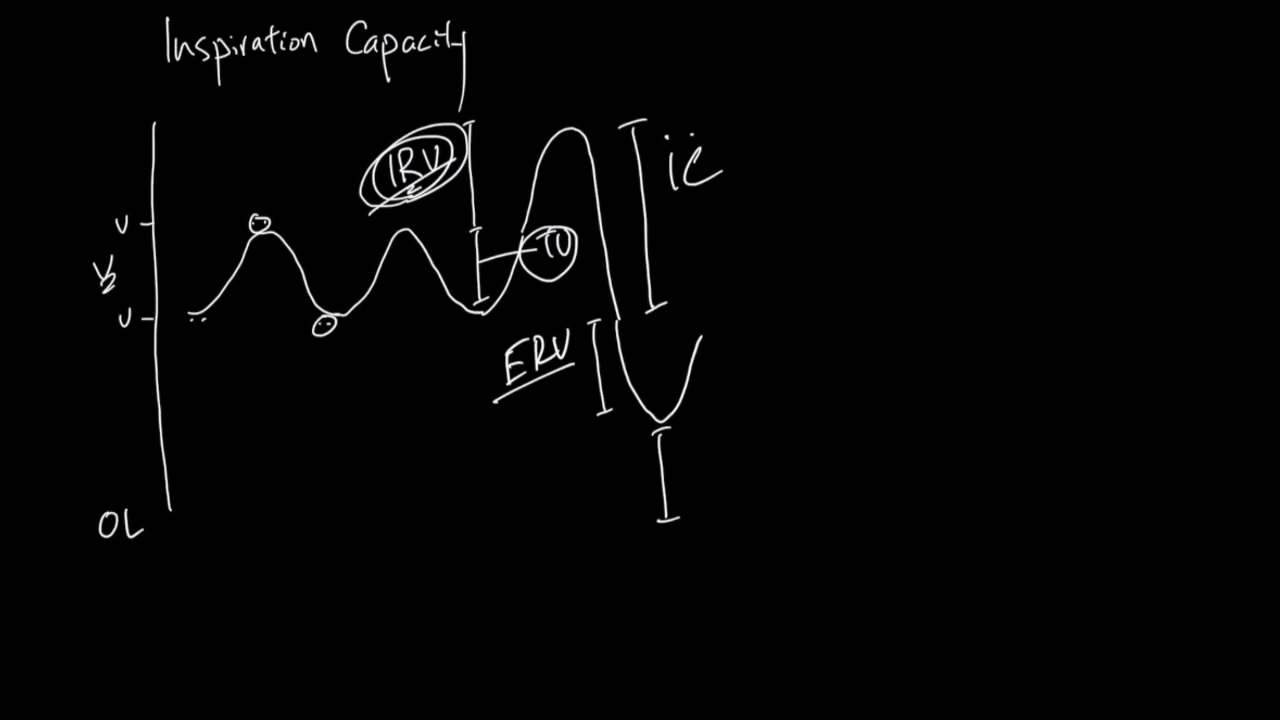 Inspiration Capacity
IRV
ic
V
TV
V
ERV
OL